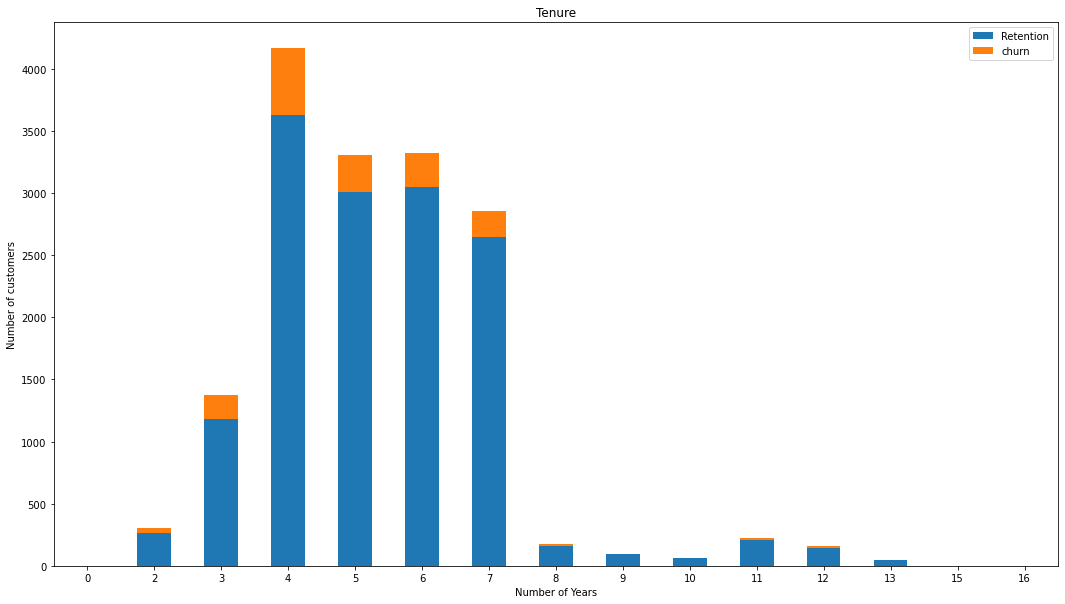 Tenure
Retention
churn
4000
3500
3000
2500
2000
1500
1000
500
0
Number of customers
0 2 3 4 5 6 7 8 9 10 11 12 13 15 16
Number of Years